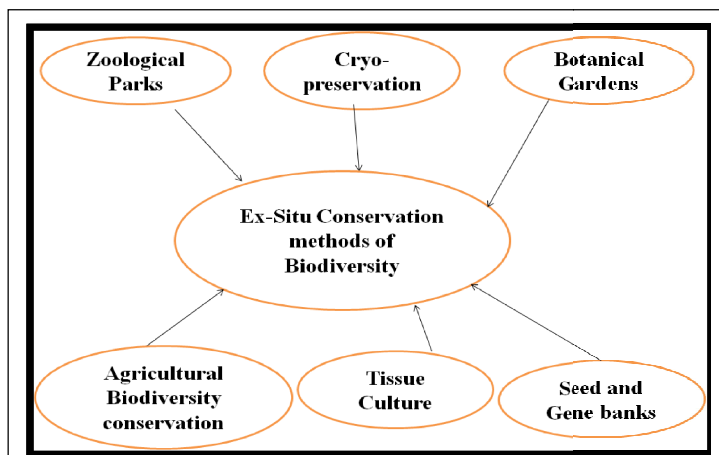 Zoological
Parks
Cryo-
preservation
Botanical
Gardens
Ex-Situ Conservation
methods of
Biodiversity
Agricultural
Biodiversity
conservation
Tissue
Culture
Seed and
Gene banks